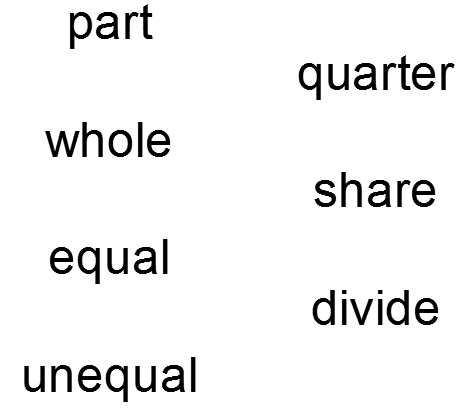 part
quarter
whole
share
equal
divide
unequal